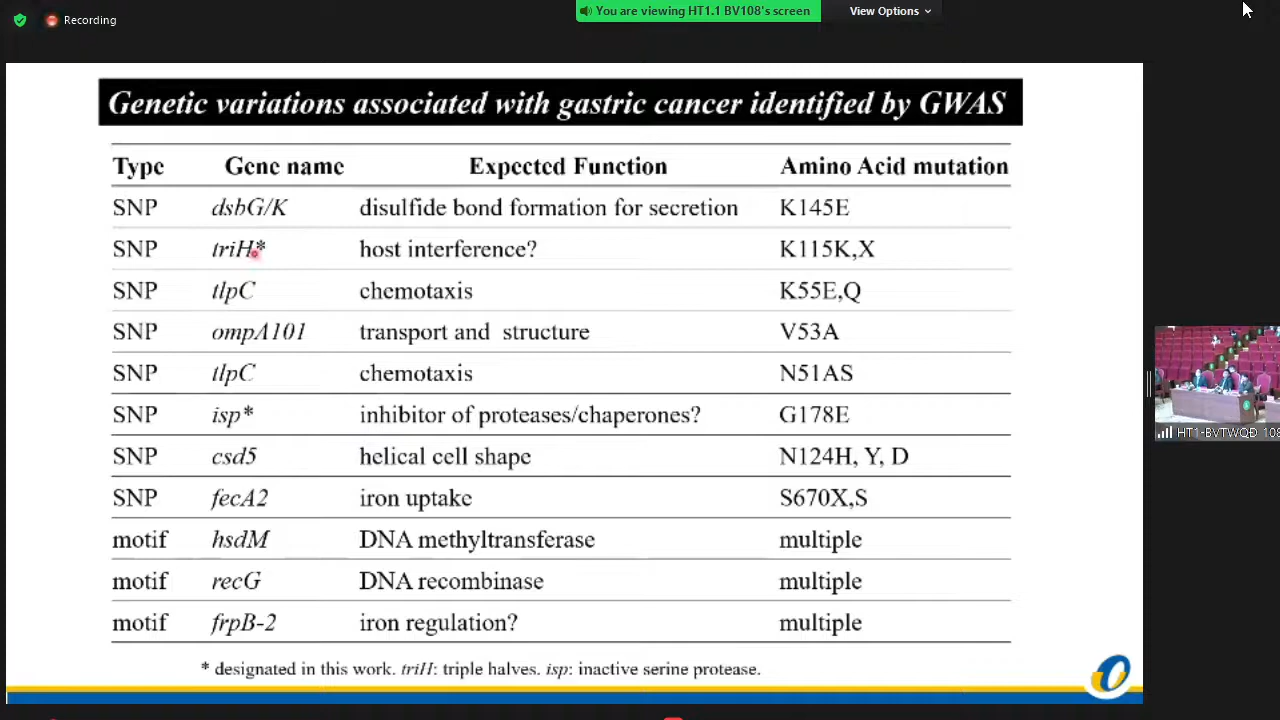 Recording
You are viewing HT1.1 BV108's screen
View Options
Genetic variations associated with gastric cancer identified by GWAS
Type Gene name Expected Function Amino Acid mutation
SNP dsbG/K disulfide bond formation for secretion K145E
SNP triH* host interference? K115K,X
SNP tlpC chemotaxis K55E,Q
SNP ompA101 transport and structure V53A
SNP tlpC chemotaxis N51AS
SNP isp* inhibitor of proteases/chaperones? G178E
SNP csd5 helical cell shape N124H, Y, D
SNP fecA2 iron uptake S670X,S
motif hsdM DNA methyltransferase multiple
motif recG DNA recombinase multiple
motif frpB-2 iron regulation? multiple
* designated in this work. triH: triple halves. isp: inactive serine protease.
HT1-BVTWQĐ 108